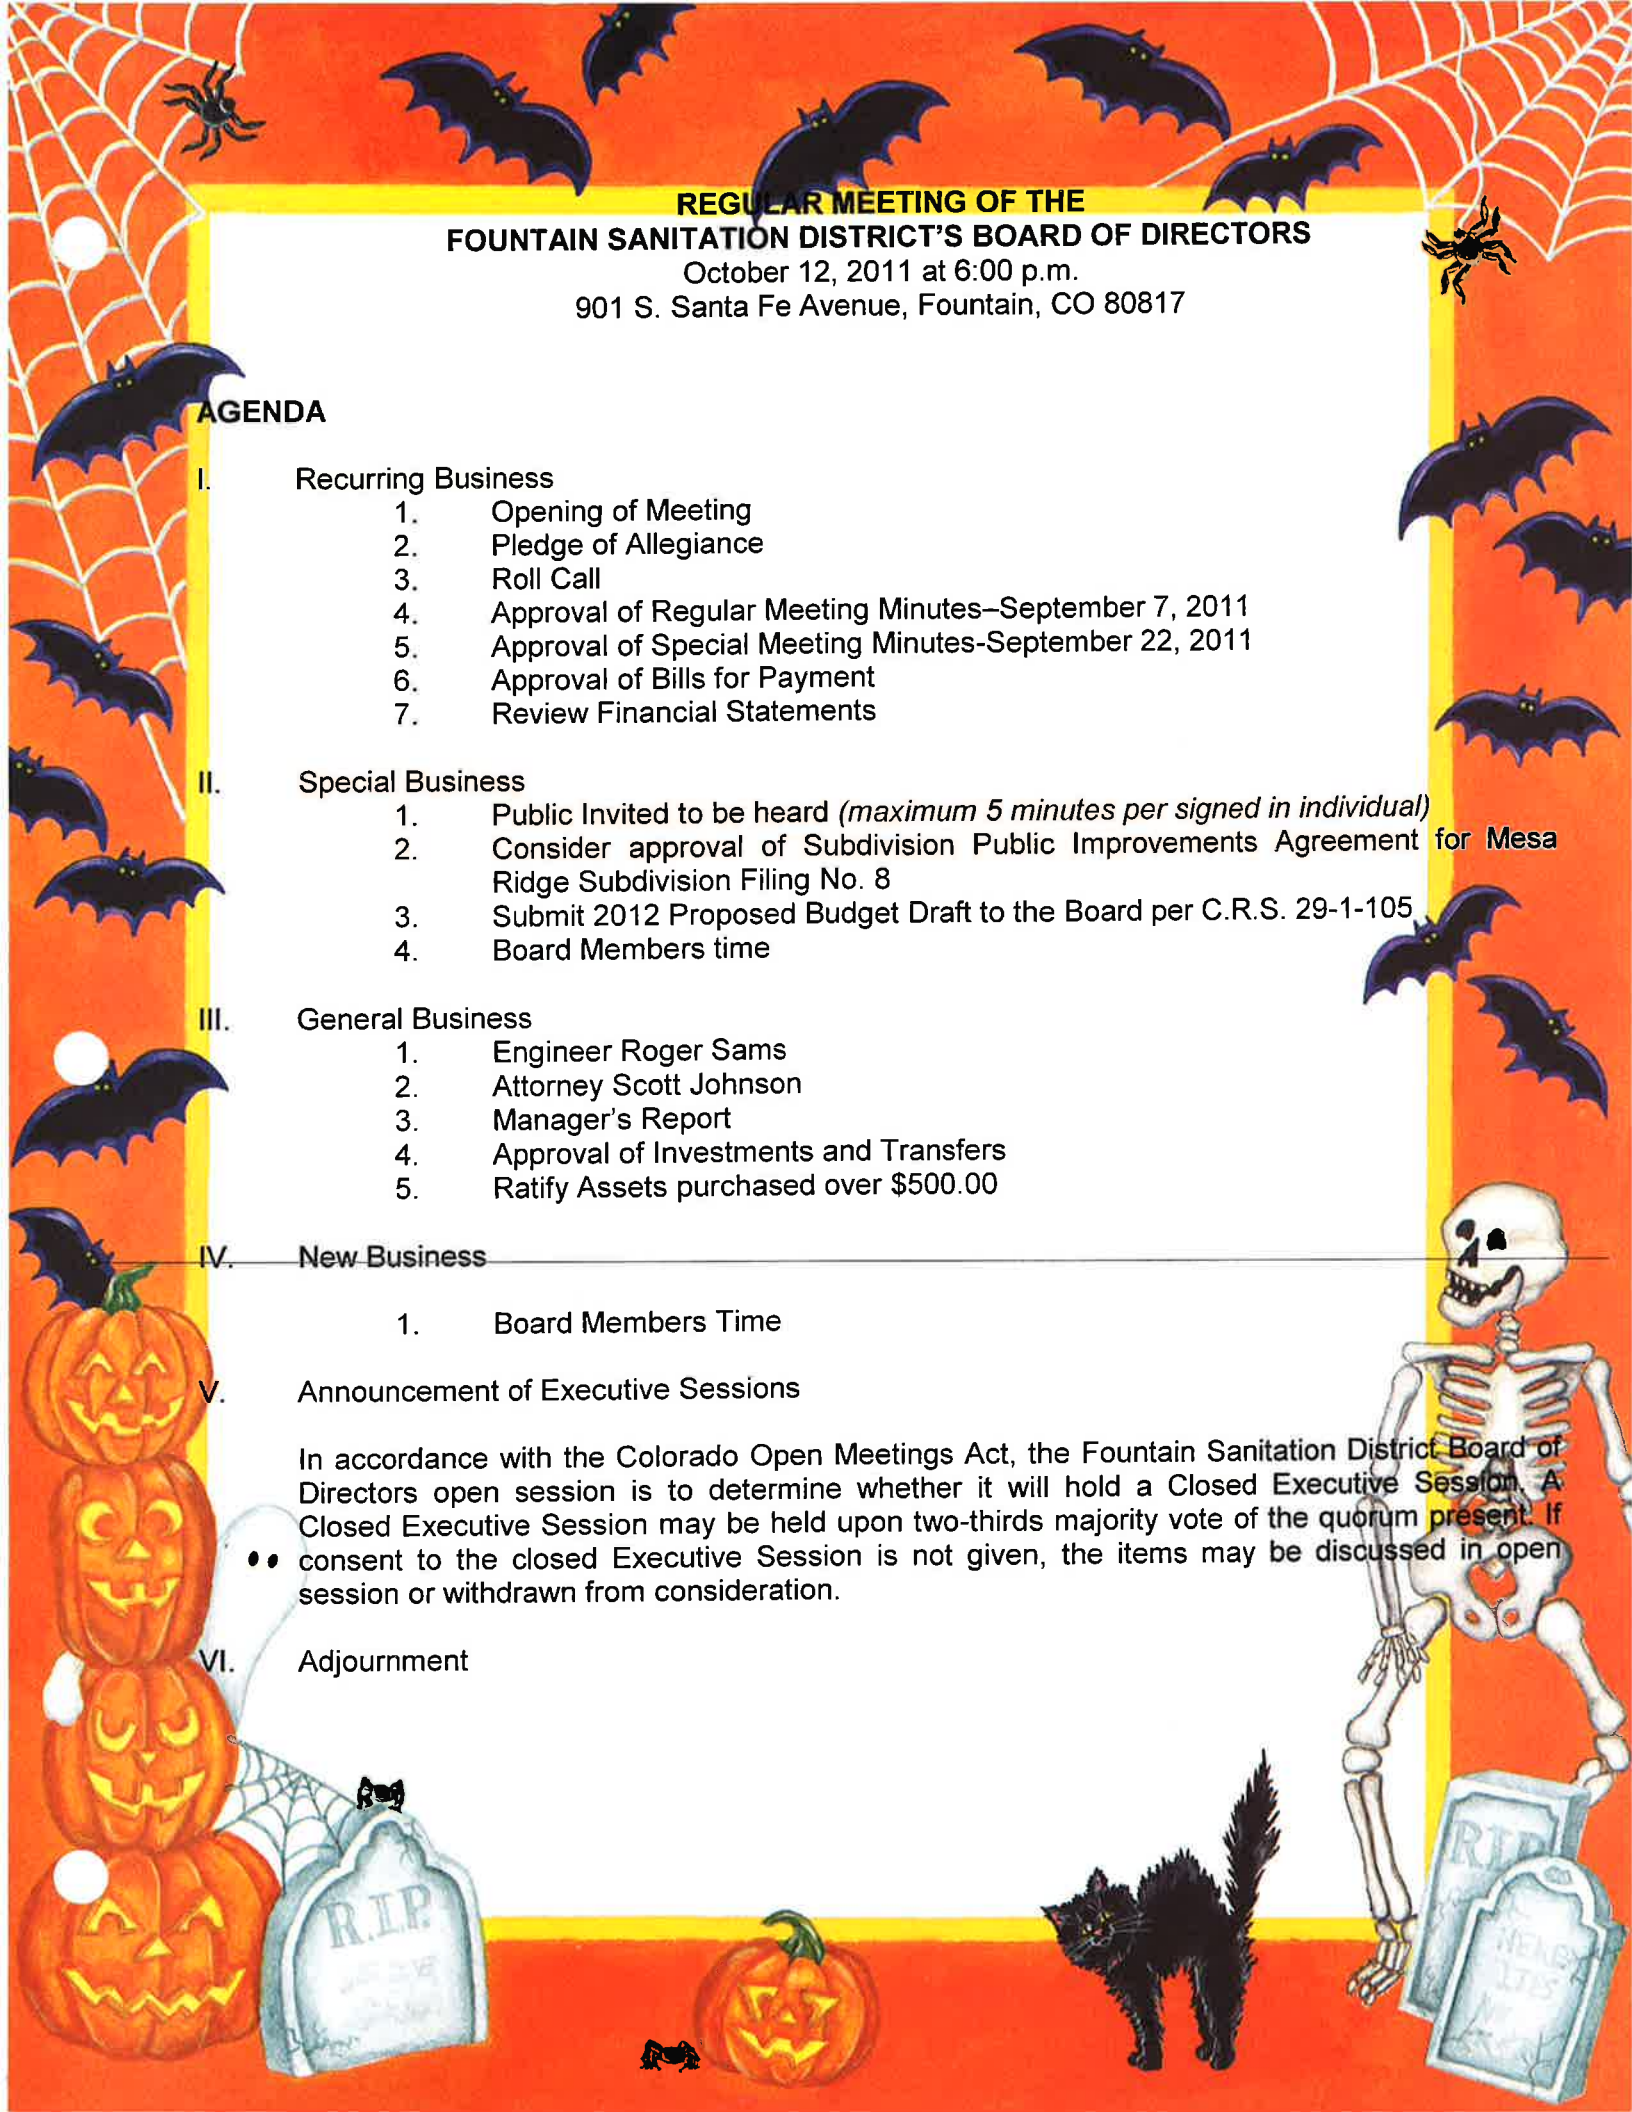 REGULAR MEETING OF THE
FOUNTAIN SANITATION DISTRICT'S BOARD OF DIRECTORS
October 12, 2011 at 6:00 p.m.
901 S. Santa Fe Avenue, Fountain, CO 80817
AGENDA
I. Recurring Business
1. Opening of Meeting
2. Pledge of Allegiance
3. Roll Call
4. Approval of Regular Meeting Minutes–September 7, 2011
5. Approval of Special Meeting Minutes-September 22, 2011
6. Approval of Bills for Payment
7. Review Financial Statements
II. Special Business
1. Public Invited to be heard (maximum 5 minutes per signed in individual)
2. Consider approval of Subdivision Public Improvements Agreement for Mesa
Ridge Subdivision Filing No. 8
3. Submit 2012 Proposed Budget Draft to the Board per C.R.S. 29-1-105
4. Board Members time
III. General Business
1. Engineer Roger Sams
2. Attorney Scott Johnson
3. Manager's Report
4. Approval of Investments and Transfers
5. Ratify Assets purchased over $500.00
IV. New Business
1. Board Members Time
V. Announcement of Executive Sessions
In accordance with the Colorado Open Meetings Act, the Fountain Sanitation District Board of
Directors open session is to determine whether it will hold a Closed Executive Session. A
Closed Executive Session may be held upon two-thirds majority vote of the quorum present. If
consent to the closed Executive Session is not given, the items may be discussed in open
session or withdrawn from consideration.
VI. Adjournment
R.I.P.
R.I.P.